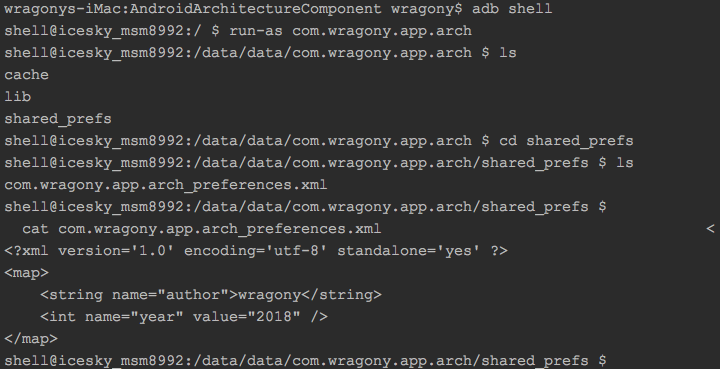 wragonys-iMac:AndroidArchitectureComponent wragony$ adb shell
shell@icesky_msm8992:/ $ run-as com.wragony.app.arch
shell@icesky_msm8992:/data/data/com.wragony.app.arch $ ls
cache
lib
shared_prefs
shell@icesky_msm8992:/data/data/com.wragony.app.arch $ cd shared_prefs
shell@icesky_msm8992:/data/data/com.wragony.app.arch/shared_prefs $ ls
com.wragony.app.arch_preferences.xml
shell@icesky_msm8992:/data/data/com.wragony.app.arch/shared_prefs $
  cat com.wragony.app.arch_preferences.xml                                   <
<?xml version='1.0' encoding='utf-8' standalone='yes' ?>
<map>
    <string name="author">wragony</string>
    <int name="year" value="2018" />
</map>
shell@icesky_msm8992:/data/data/com.wragony.app.arch/shared_prefs $